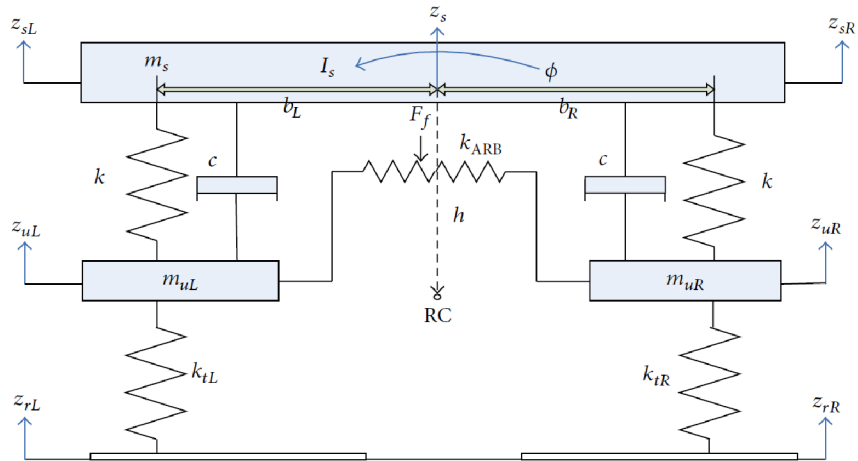 z_s
z_sL
z_sR
m_s
I_s
ϕ
b_L
b_R
F_f
k_ARB
c
c
k
k
h
z_uL
z_uR
m_uL
m_uR
RC
k_tL
k_tR
z_rL
z_rR